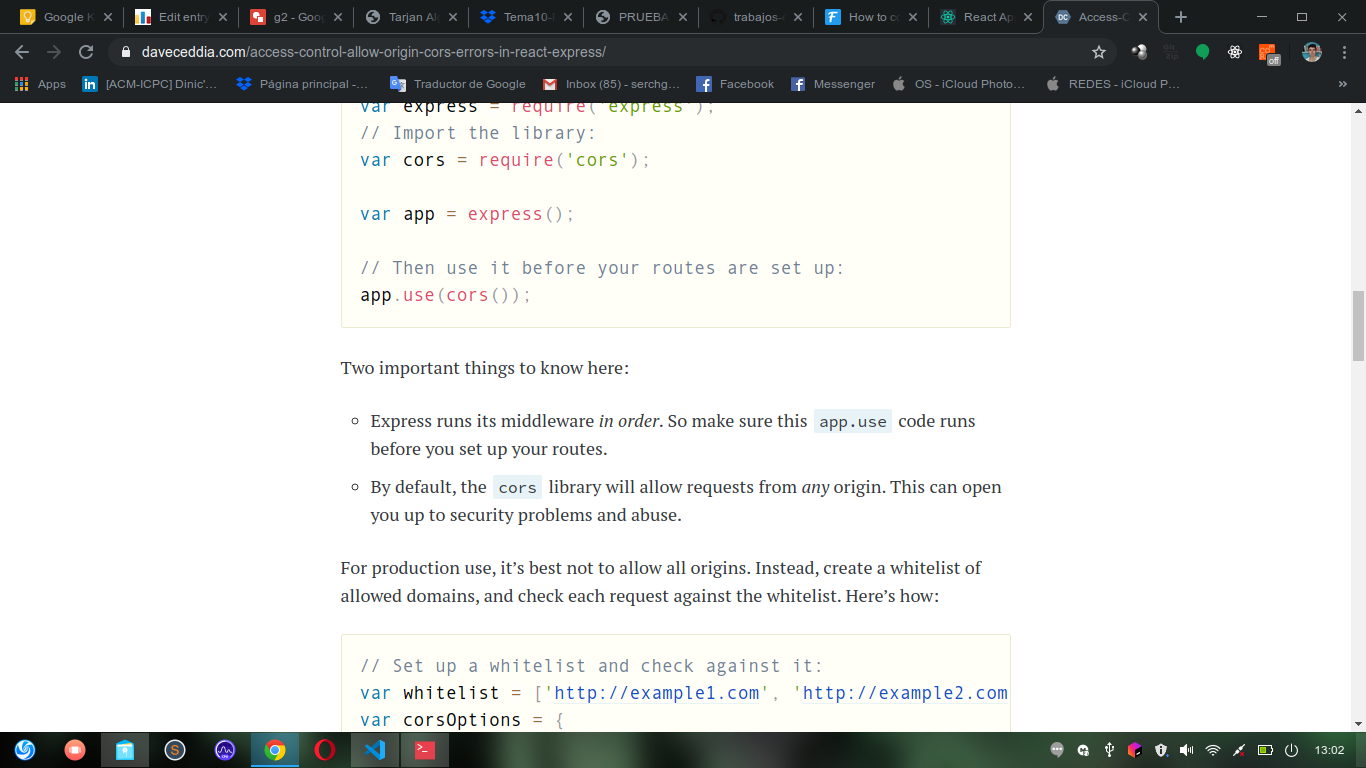 Google K
Edit entry
g2 - Goog
Tarjan Al
Tema10-
PRUEBA
trabajos-
How to co
React Ap
Access-C
daveceddia.com/access-control-allow-origin-cors-errors-in-react-express/
off
Apps
[ACM-ICPC] Dinic'...
Página principal -...
Traductor de Google
Inbox (85) - serchg...
Facebook
Messenger
OS - iCloud Photo...
REDES - iCloud P...
»
var express = require('express');
// Import the library:
var cors = require('cors');
var app = express();
// Then use it before your routes are set up:
app.use(cors());
Two important things to know here:
Express runs its middleware in order. So make sure this app.use code runs
before you set up your routes.
By default, the cors library will allow requests from any origin. This can open
you up to security problems and abuse.
For production use, it’s best not to allow all origins. Instead, create a whitelist of
allowed domains, and check each request against the whitelist. Here’s how:
// Set up a whitelist and check against it:
var whitelist = ['http://example1.com', 'http://example2.com
var corsOptions = {
13:02